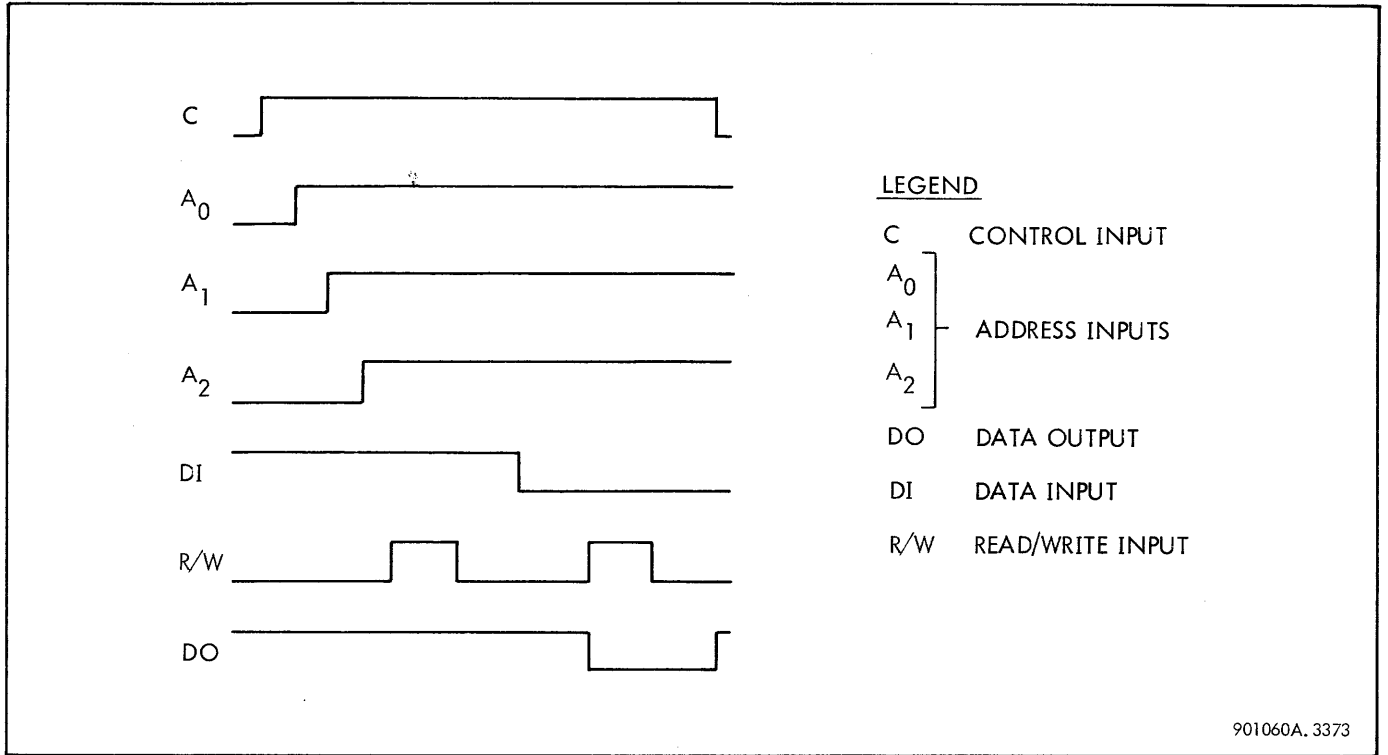 C
A0
A1
A2
DI
R/W
DO
LEGEND
C CONTROL INPUT
A0
A1 ADDRESS INPUTS
A2
DO DATA OUTPUT
DI DATA INPUT
R/W READ/WRITE INPUT
901060A. 3373